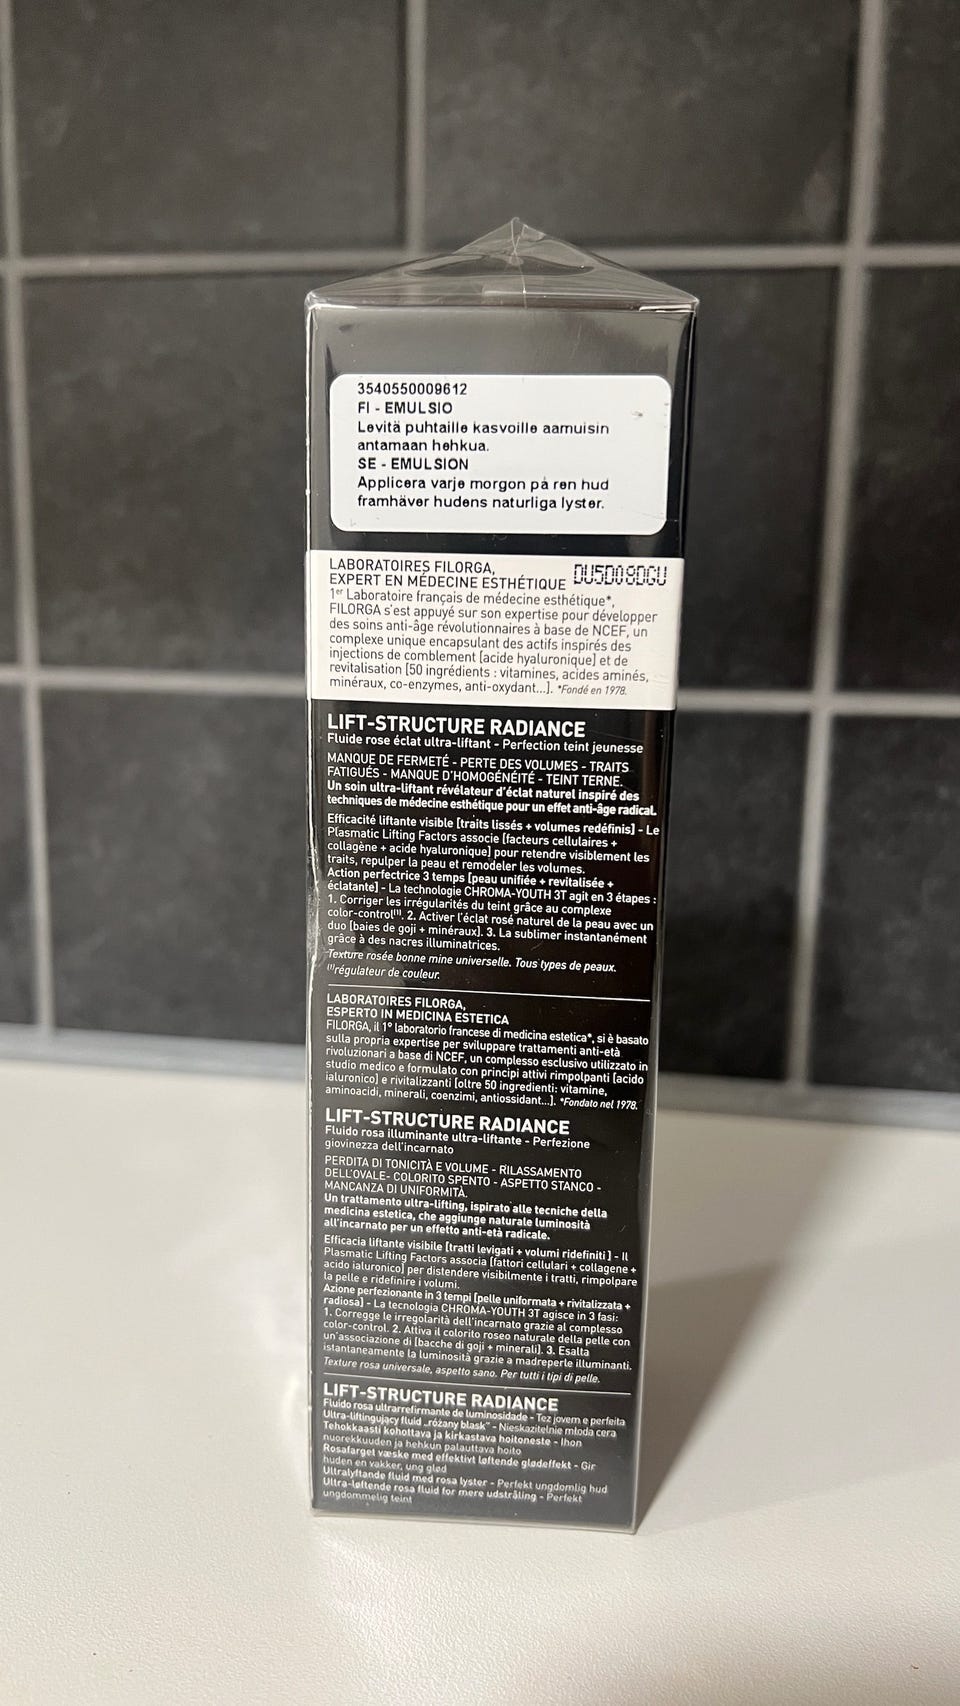 3540550009612
FI - EMULSIO
Levitä puhtaille kasvoille aamuisin
antamaan hehkua.
SE - EMULSION
Applicera varje morgon på ren hud
framhäver hudens naturliga lyster.
LABORATOIRES FILORGA,
EXPERT EN MÉDECINE ESTHÉTIQUE DU5D08DGU
1er Laboratoire français de médecine esthétique*,
FILORGA s'est appuyé sur son expertise pour développer
des soins anti-âge révolutionnaires à base de NCEF, un
complexe unique encapsulant des actifs inspirés des
injections de comblement [acide hyaluronique] et de
revitalisation [50 ingrédients : vitamines, acides aminés,
minéraux, co-enzymes, anti-oxydant...]. *Fondé en 1978.
LIFT-STRUCTURE RADIANCE
Fluide rose éclat ultra-liftant - Perfection teint jeunesse
MANQUE DE FERMETÉ - PERTE DES VOLUMES - TRAITS
FATIGUÉS - MANQUE D'HOMOGÉNÉITÉ - TEINT TERNE.
Un soin ultra-liftant révélateur d'éclat naturel inspiré des
techniques de médecine esthétique pour un effet anti-âge radical.
Efficacité liftante visible [traits lissés + volumes redéfinis] - Le
Plasmatic Lifting Factors associe [facteurs cellulaires +
collagène + acide hyaluronique] pour retendre visiblement les
traits, repulper la peau et remodeler les volumes.
Action perfectrice 3 temps [peau unifiée + revitalisée +
éclatante] - La technologie CHROMA-YOUTH 3T agit en 3 étapes :
1. Corriger les irrégularités du teint grâce au complexe
color-control(1). 2. Activer l'éclat rosé naturel de la peau avec un
duo [baies de goji + minéraux]. 3. La sublimer instantanément
grâce à des nacres illuminatrices.
Texture rosée bonne mine universelle. Tous types de peaux.
(1)régulateur de couleur.
LABORATOIRES FILORGA,
ESPERTO IN MEDICINA ESTETICA
FILORGA, il 1° laboratorio francese di medicina estetica*, si è basato
sulla propria expertise per sviluppare trattamenti anti-età
rivoluzionari a base di NCEF, un complesso esclusivo utilizzato in
studio medico e formulato con principi attivi rimpolpanti [acido
ialuronico] e rivitalizzanti [oltre 50 ingredienti: vitamine,
aminoacidi, minerali, coenzimi, antiossidant...]. *Fondato nel 1978.
LIFT-STRUCTURE RADIANCE
Fluido rosa illuminante ultra-liftante - Perfezione
giovinezza dell'incarnato
PERDITA DI TONICITÀ E VOLUME - RILASSAMENTO
DELL'OVALE- COLORITO SPENTO - ASPETTO STANCO -
MANCANZA DI UNIFORMITÀ.
Un trattamento ultra-lifting, ispirato alle tecniche della
medicina estetica, che aggiunge naturale luminosità
all'incarnato per un effetto anti-età radicale.
Efficacia liftante visibile [tratti levigati + volumi ridefiniti ] - Il
Plasmatic Lifting Factors associa [fattori cellulari + collagene +
acido ialuronico] per distendere visibilmente i tratti, rimpolpare
la pelle e ridefinire i volumi.
Azione perfezionante in 3 tempi [pelle uniformata + rivitalizzata +
radiosa] - La tecnologia CHROMA-YOUTH 3T agisce in 3 fasi:
1. Corregge le irregolarità dell'incarnato grazie al complesso
color-control. 2. Attiva il colorito roseo naturale della pelle con
un'associazione di [bacche di goji + minerali]. 3. Esalta
istantaneamente la luminosità grazie a madreperle illuminanti.
Texture rosa universale, aspetto sano. Per tutti i tipi di pelle.
LIFT-STRUCTURE RADIANCE
Fluido rosa ultrarrefirmante de luminosidade - Tez jovem e perfeita
Ultra-liftingujący fluid „różany blask” - Nieskazitelnie młoda cera
Tehokkaasti kohottava ja kirkastava hoitoneste - Ihon
nuorekkuuden ja hehkun palauttava hoito
Rosafarget væske med effektivt løftende glødeffekt - Gir
huden en vakker, ung glød
Ultralyftande fluid med rosa lyster - Perfekt ungdomlig hud
Ultra-løftende rosa fluid for mere udstråling - Perfekt
ungdommelig teint